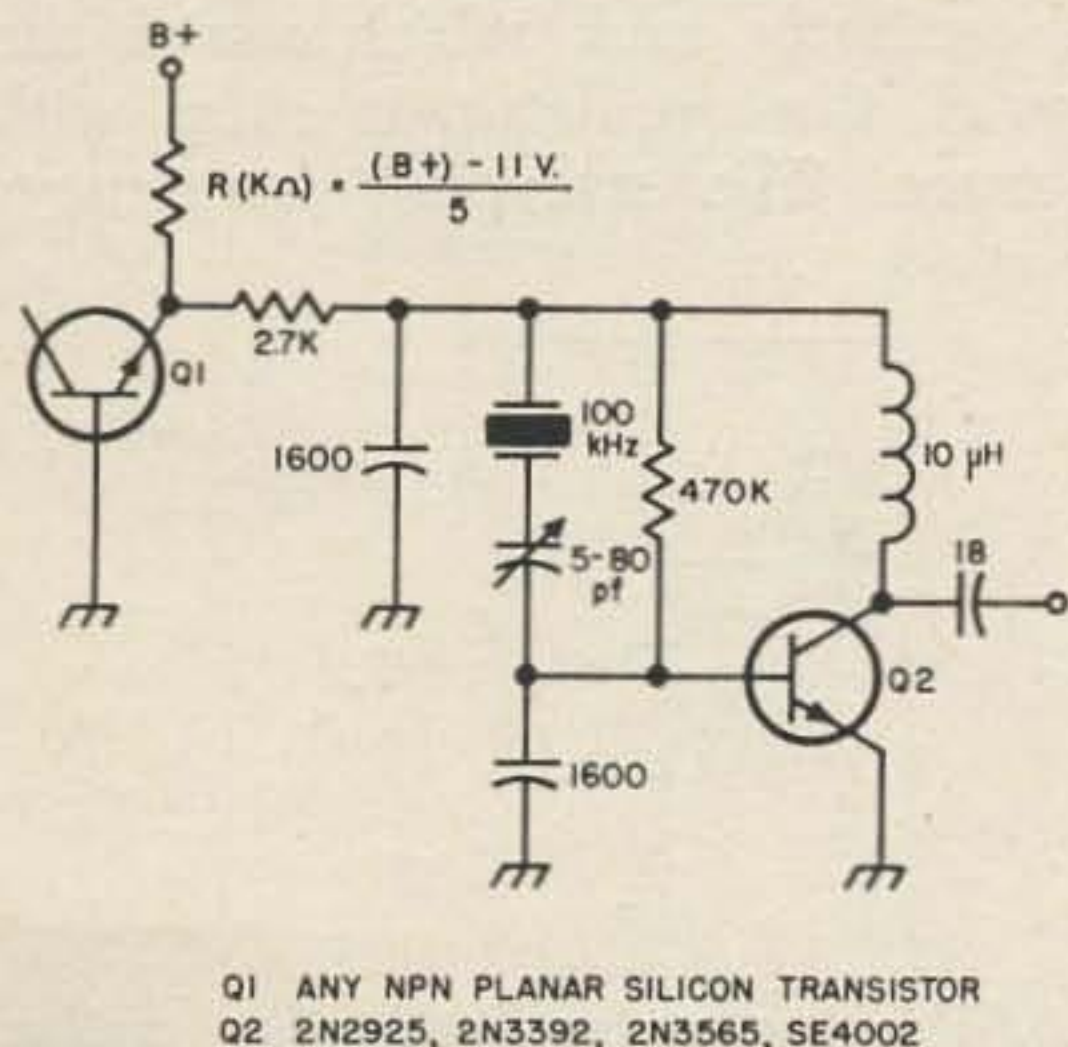 B+
R (KΩ) = (B+) - 11 V.
5
Q1
2.7K
1600
100
kHz
470K
10 µH
5-80
pf
18
Q2
1600
Q1 ANY NPN PLANAR SILICON TRANSISTOR
Q2 2N2925, 2N3392, 2N3565, SE4002